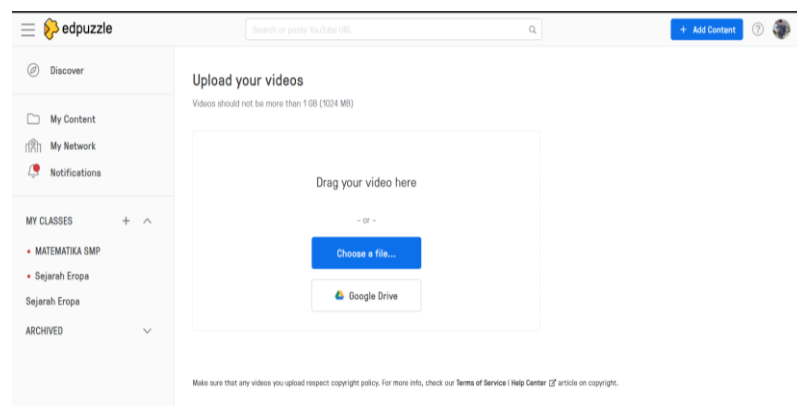 edpuzzle
Search or paste YouTube URL
+ Add Content
?
Discover
My Content
My Network
Notifications
MY CLASSES +
MATEMATIKA SMP
Sejarah Eropa
Sejarah Eropa
ARCHIVED
Upload your videos
Videos should not be more than 1 GB (1024 MB)
Drag your video here
- or -
Choose a file...
Google Drive
Make sure that any videos you upload respect copyright policy. For more info, check our Terms of Service | Help Center article on copyright.